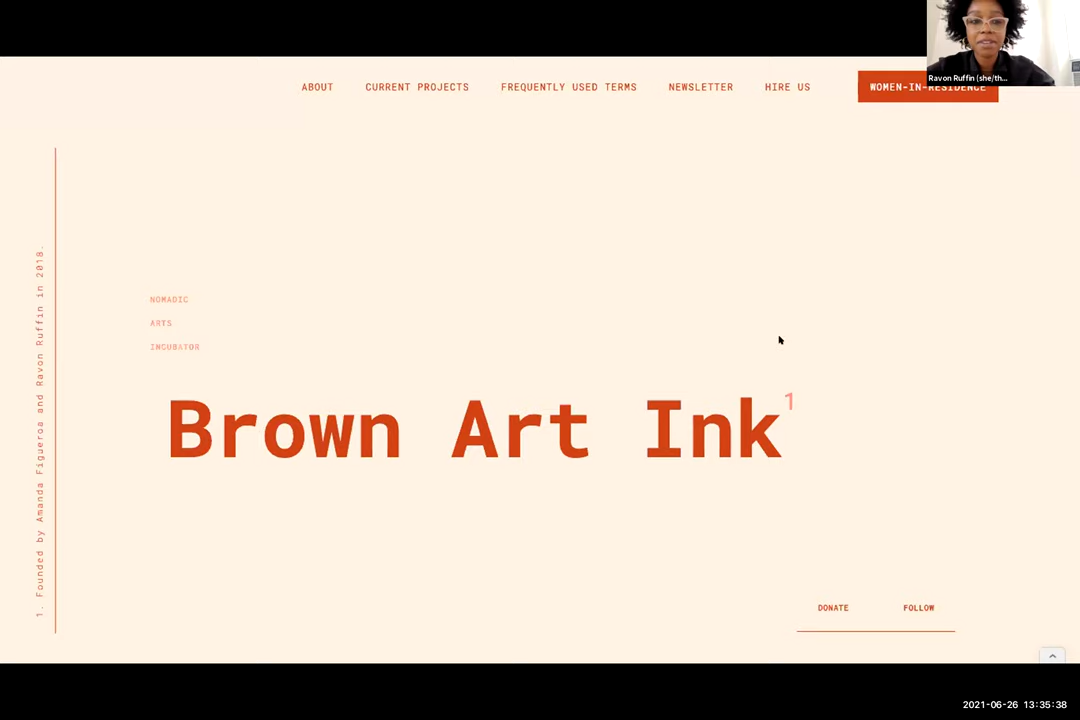 Ravon Ruffin (she/th...
ABOUT
CURRENT PROJECTS
FREQUENTLY USED TERMS
NEWSLETTER
HIRE US
WOMEN-IN-RESIDENCE
1. Founded by Amanda Figueroa and Ravon Ruffin in 2018.
NOMADIC
ARTS
INCUBATOR
Brown Art Ink1
DONATE
FOLLOW
2021-06-26 13:35:38